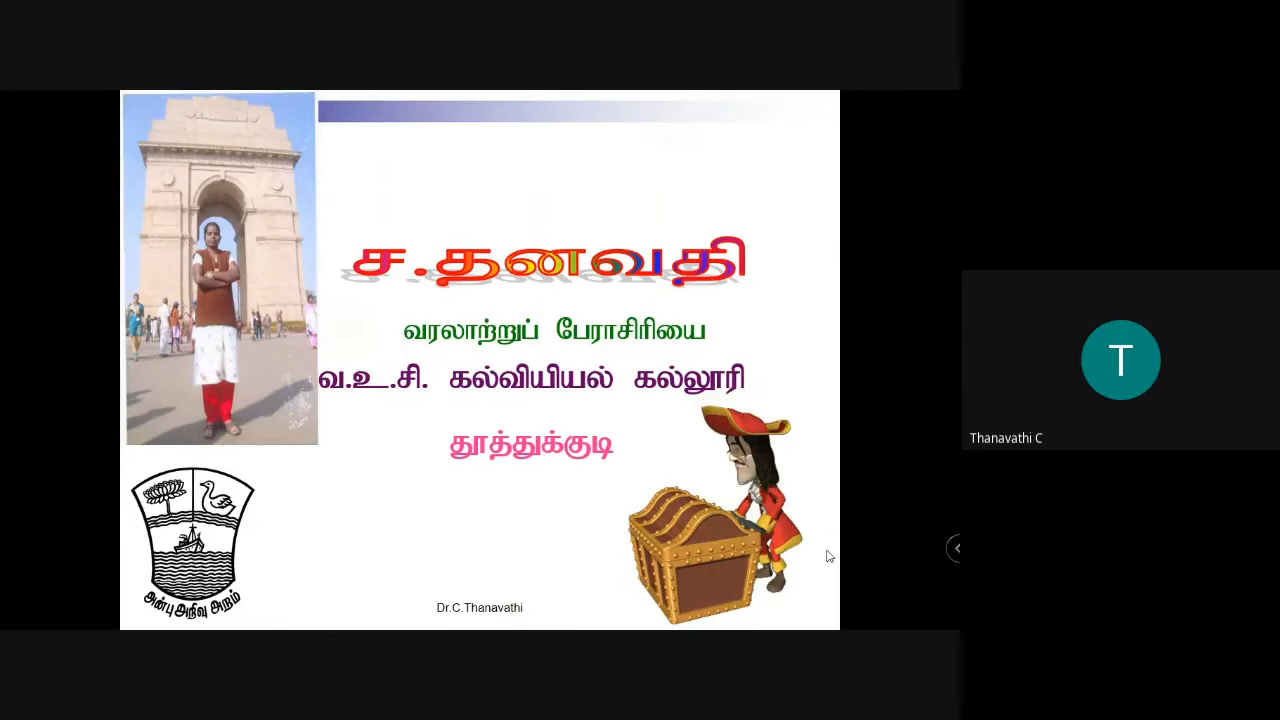 ச.தனவதி
வரலாற்றுப் பேராசிரியை
வ.உ.சி. கல்வியியல் கல்லூரி
தூத்துக்குடி
அன்பு அறிவு அறம்
Dr.C.Thanavathi
T
Thanavathi C